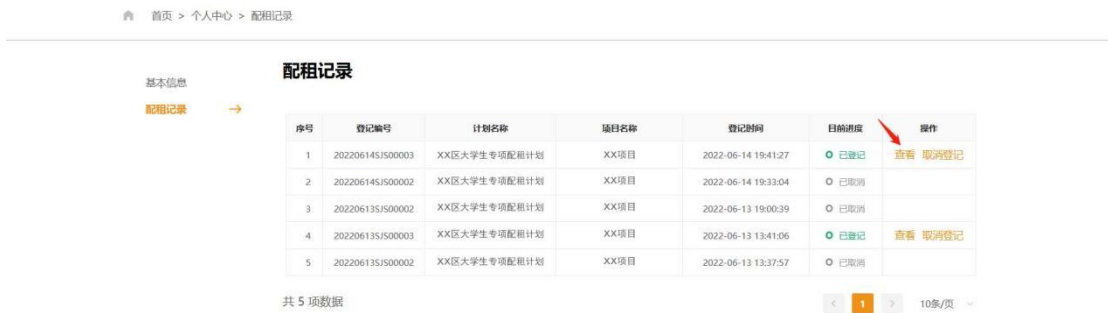 首页 > 个人中心 > 配租记录
基本信息
配租记录
配租记录
序号 登记编号 计划名称 项目名称 登记时间 目前进度 操作
1 20220614SJS00003 XX区大学生专项配租计划 XX项目 2022-06-14 19:41:27 已登记 查看 取消登记
2 20220614SJS00002 XX区大学生专项配租计划 XX项目 2022-06-14 19:33:04 已取消
3 20220613SJS00002 XX区大学生专项配租计划 XX项目 2022-06-13 19:00:39 已取消
4 20220613SJS00003 XX区大学生专项配租计划 XX项目 2022-06-13 13:41:06 已登记 查看 取消登记
5 20220613SJS00002 XX区大学生专项配租计划 XX项目 2022-06-13 13:37:57 已取消
共 5 项数据
< 1 > 10条/页